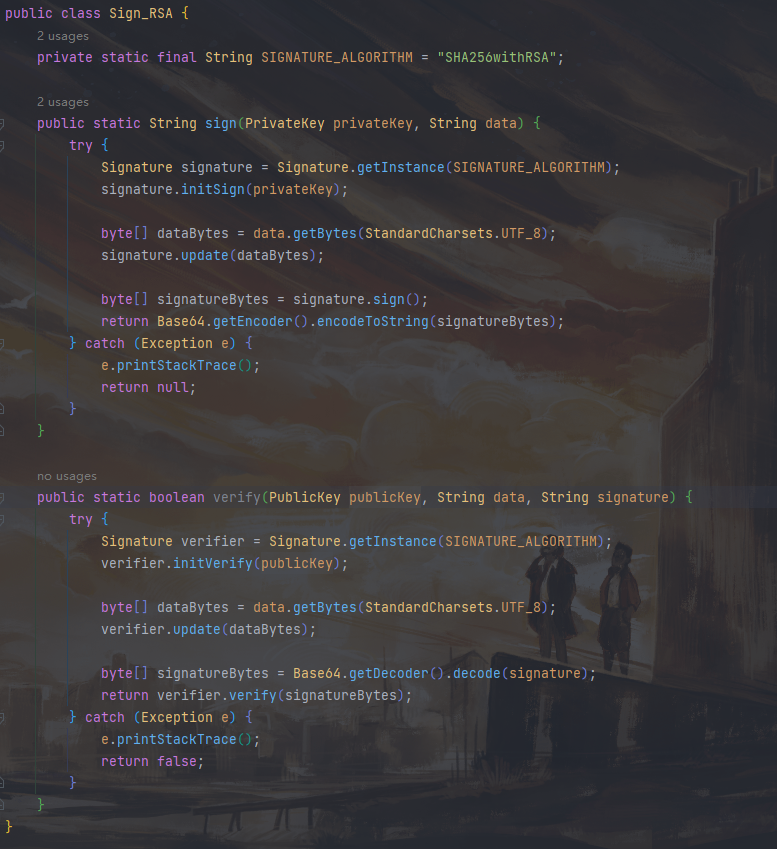 public class Sign_RSA {
2 usages
private static final String SIGNATURE_ALGORITHM = "SHA256withRSA";
2 usages
public static String sign(PrivateKey privateKey, String data) {
try {
Signature signature = Signature.getInstance(SIGNATURE_ALGORITHM);
signature.initSign(privateKey);
byte[] dataBytes = data.getBytes(StandardCharsets.UTF_8);
signature.update(dataBytes);
byte[] signatureBytes = signature.sign();
return Base64.getEncoder().encodeToString(signatureBytes);
} catch (Exception e) {
e.printStackTrace();
return null;
}
}
no usages
public static boolean verify(PublicKey publicKey, String data, String signature) {
try {
Signature verifier = Signature.getInstance(SIGNATURE_ALGORITHM);
verifier.initVerify(publicKey);
byte[] dataBytes = data.getBytes(StandardCharsets.UTF_8);
verifier.update(dataBytes);
byte[] signatureBytes = Base64.getDecoder().decode(signature);
return verifier.verify(signatureBytes);
} catch (Exception e) {
e.printStackTrace();
return false;
}
}
}